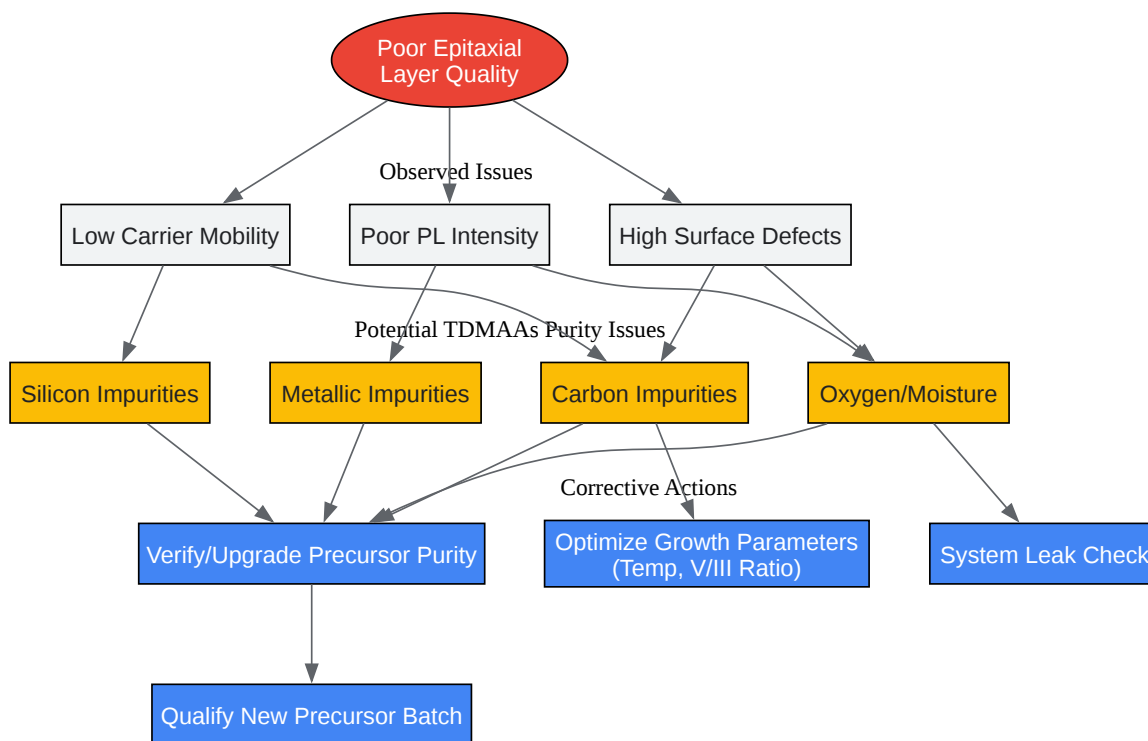 Poor Epitaxial
Layer Quality
Observed Issues
Low Carrier Mobility
Poor PL Intensity
High Surface Defects
Potential TDMAAs Purity Issues
Silicon Impurities
Metallic Impurities
Carbon Impurities
Oxygen/Moisture
Corrective Actions
Verify/Upgrade Precursor Purity
Optimize Growth Parameters
(Temp, V/III Ratio)
System Leak Check
Qualify New Precursor Batch